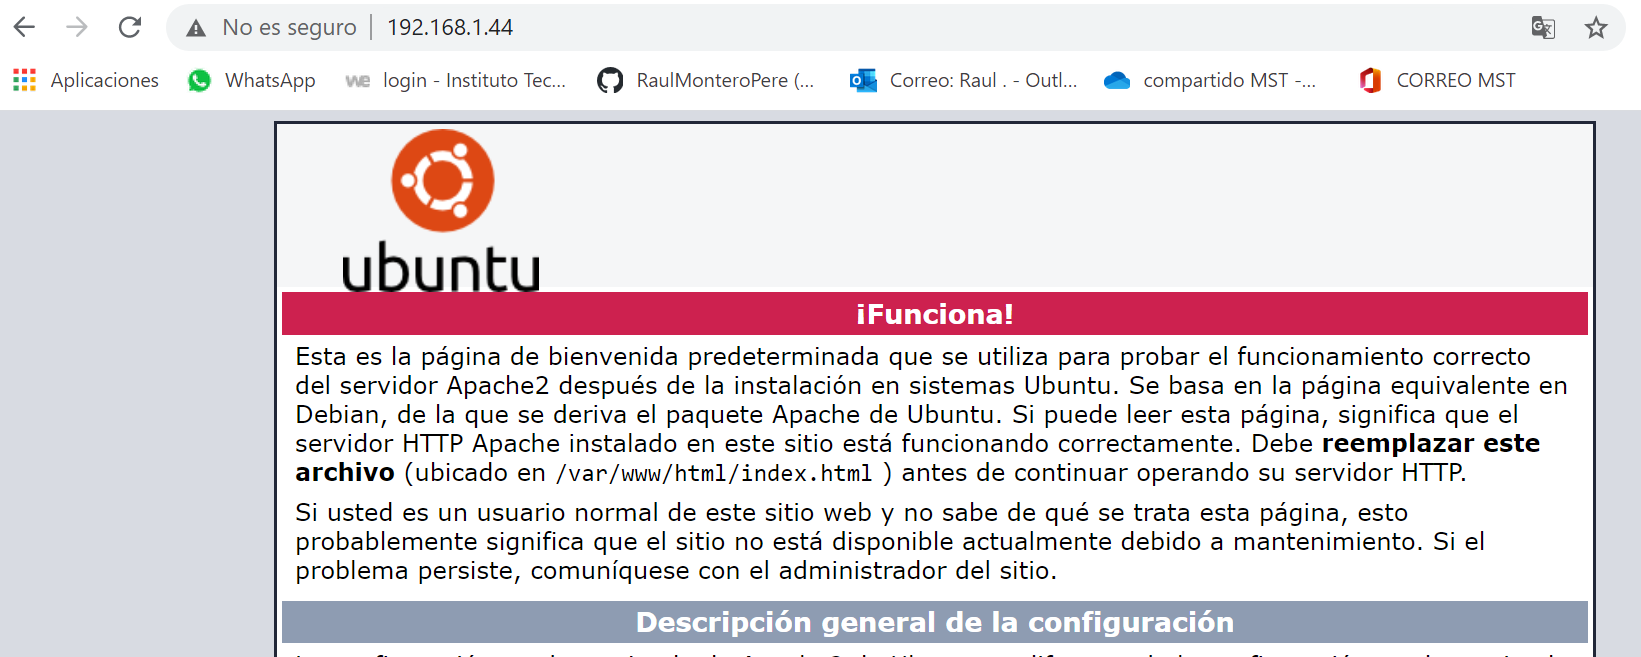 No es seguro | 192.168.1.44
Aplicaciones WhatsApp we login - Instituto Tec... RaulMonteroPere (... Correo: Raul . - Outl... compartido MST -... CORREO MST
ubuntu
¡Funciona!
Esta es la página de bienvenida predeterminada que se utiliza para probar el funcionamiento correcto
del servidor Apache2 después de la instalación en sistemas Ubuntu. Se basa en la página equivalente en
Debian, de la que se deriva el paquete Apache de Ubuntu. Si puede leer esta página, significa que el
servidor HTTP Apache instalado en este sitio está funcionando correctamente. Debe reemplazar este
archivo (ubicado en /var/www/html/index.html ) antes de continuar operando su servidor HTTP.
Si usted es un usuario normal de este sitio web y no sabe de qué se trata esta página, esto
probablemente significa que el sitio no está disponible actualmente debido a mantenimiento. Si el
problema persiste, comuníquese con el administrador del sitio.
Descripción general de la configuración